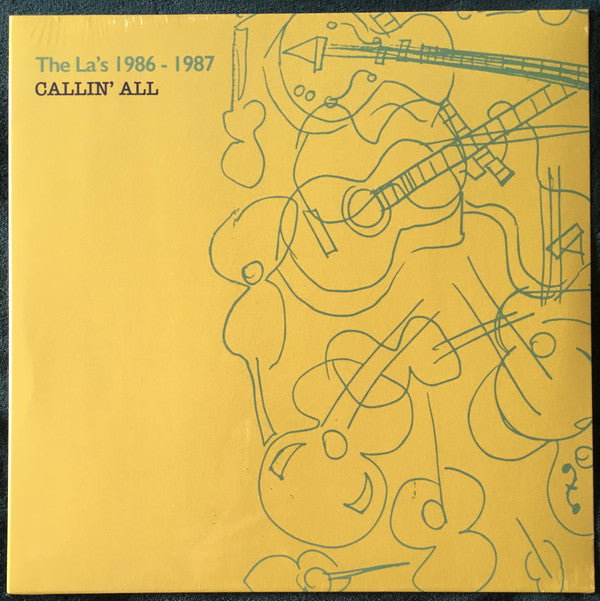 The La's 1986 - 1987
CALLIN' ALL